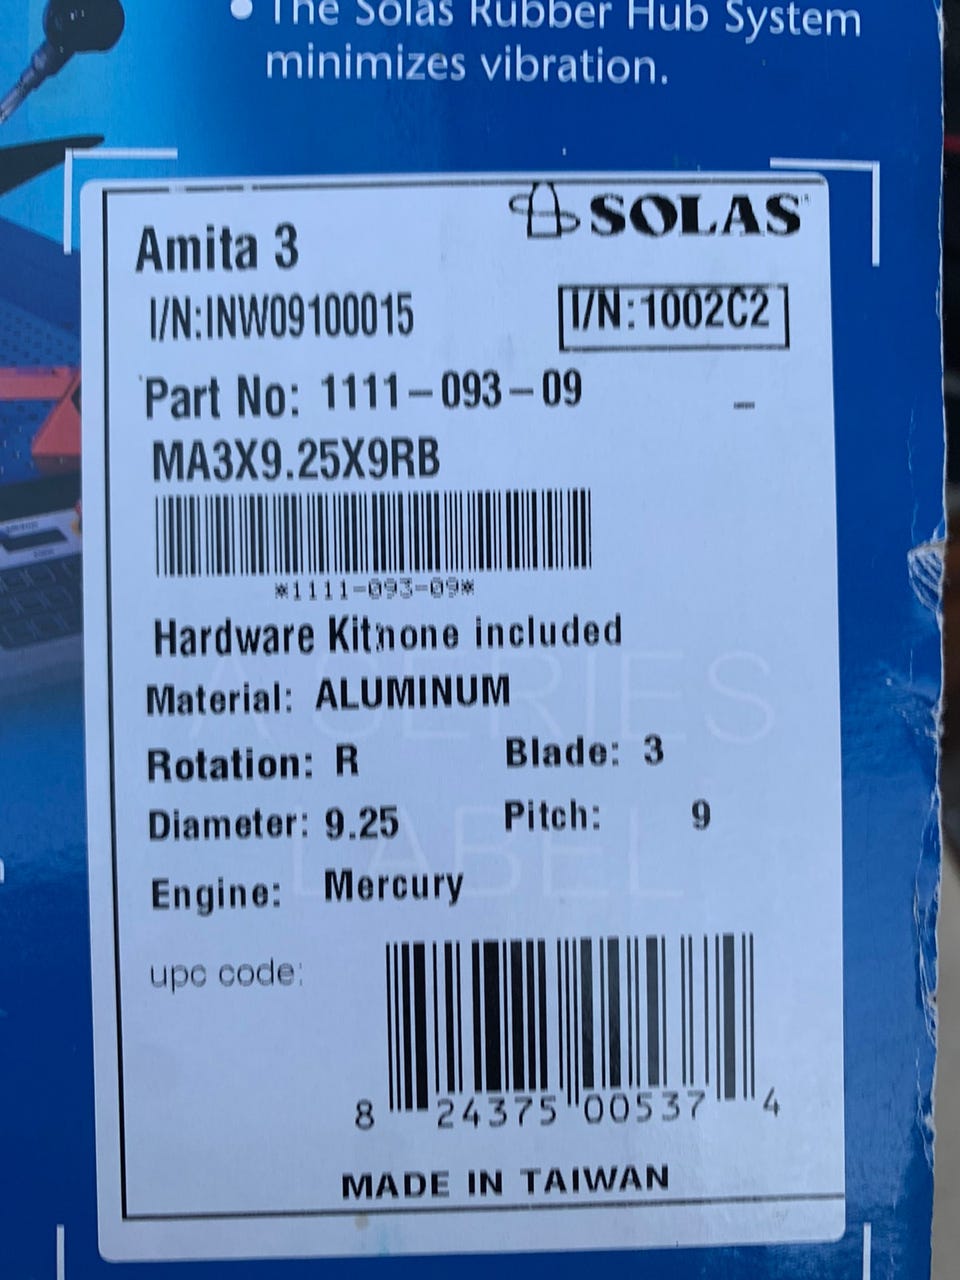 • The Solas Rubber Hub System
minimizes vibration.
SOLAS
Amita 3
I/N:INW09100015
I/N:1002C2
Part No: 1111-093-09
–
MA3X9.25X9RB
*1111-093-09*
Hardware Kit:none included
A SERIES
Material: ALUMINUM
Rotation: R Blade: 3
Diameter: 9.25 Pitch: 9
LABEL
Engine: Mercury
upc code:
8 24375 00537 4
MADE IN TAIWAN